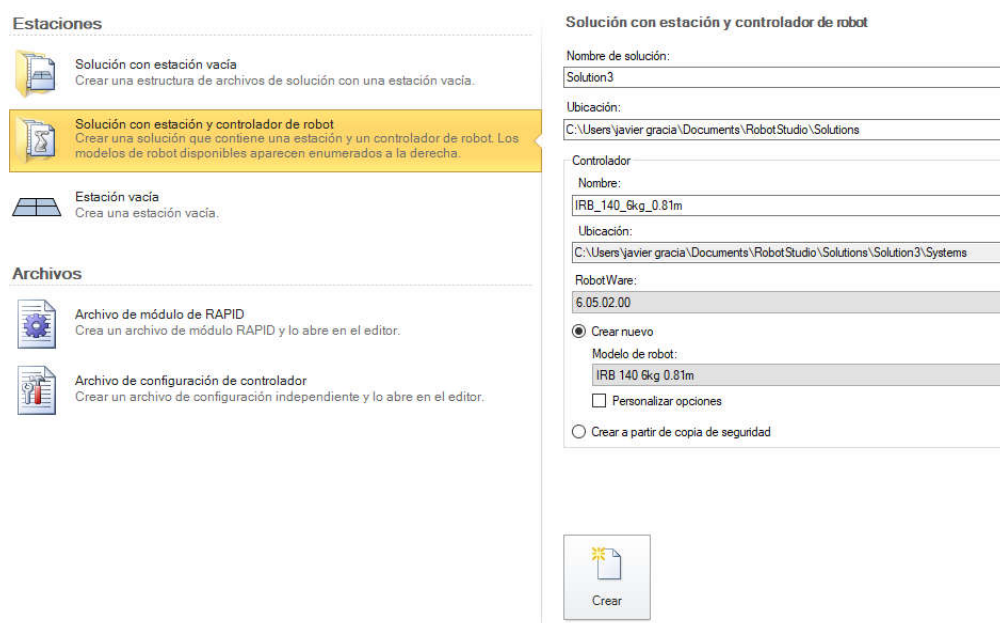 Estaciones
Solución con estación vacía
Crear una estructura de archivos de solución con una estación vacía.
Solución con estación y controlador de robot
Crear una solución que contiene una estación y un controlador de robot. Los
modelos de robot disponibles aparecen enumerados a la derecha.
Estación vacía
Crea una estación vacía.
Archivos
Archivo de módulo de RAPID
Crea un archivo de módulo RAPID y lo abre en el editor.
Archivo de configuración de controlador
Crear un archivo de configuración independiente y lo abre en el editor.
Solución con estación y controlador de robot
Nombre de solución:
Solution3
Ubicación:
C:\Users\javier gracia\Documents\RobotStudio\Solutions
Controlador
Nombre:
IRB_140_6kg_0.81m
Ubicación:
C:\Users\javier gracia\Documents\RobotStudio\Solutions\Solution3\Systems
RobotWare:
6.05.02.00
Crear nuevo
Modelo de robot:
IRB 140 6kg 0.81m
Personalizar opciones
Crear a partir de copia de seguridad
Crear